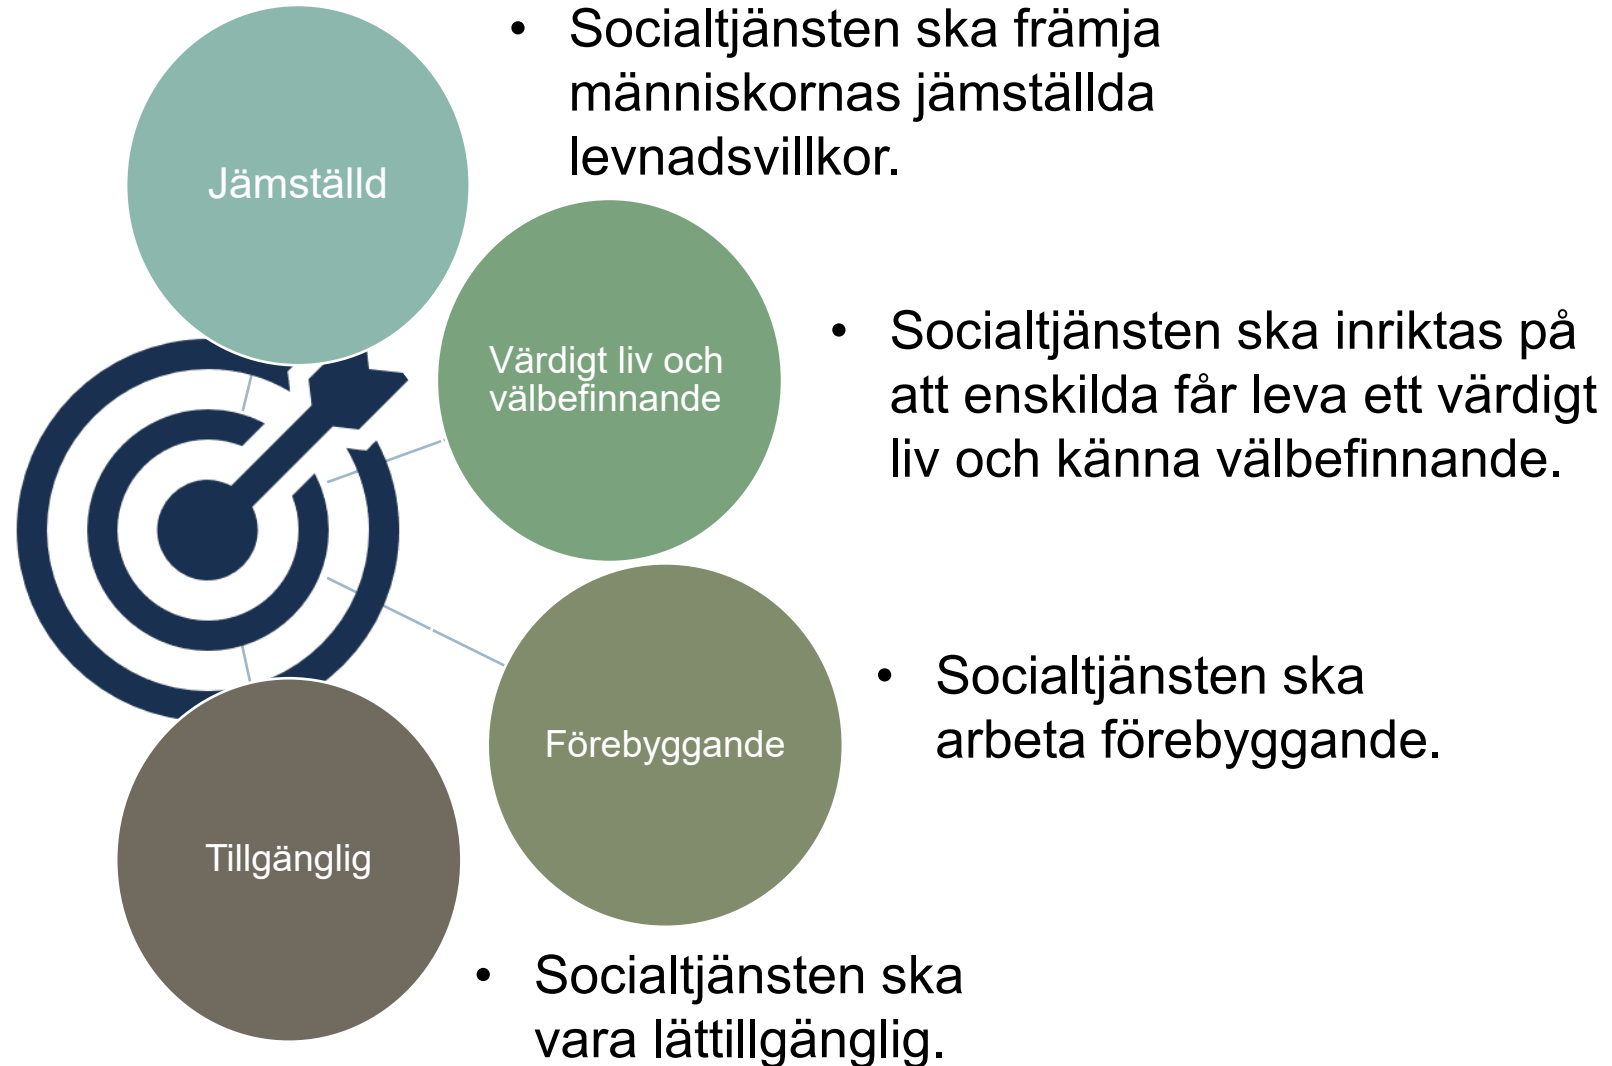 Jämställd
• Socialtjänsten ska främja
människornas jämställda
levnadsvillkor.
Värdigt liv och
välbefinnande
• Socialtjänsten ska inriktas på
att enskilda får leva ett värdigt
liv och känna välbefinnande.
Förebyggande
• Socialtjänsten ska
arbeta förebyggande.
Tillgänglig
• Socialtjänsten ska
vara lättillgänglig.